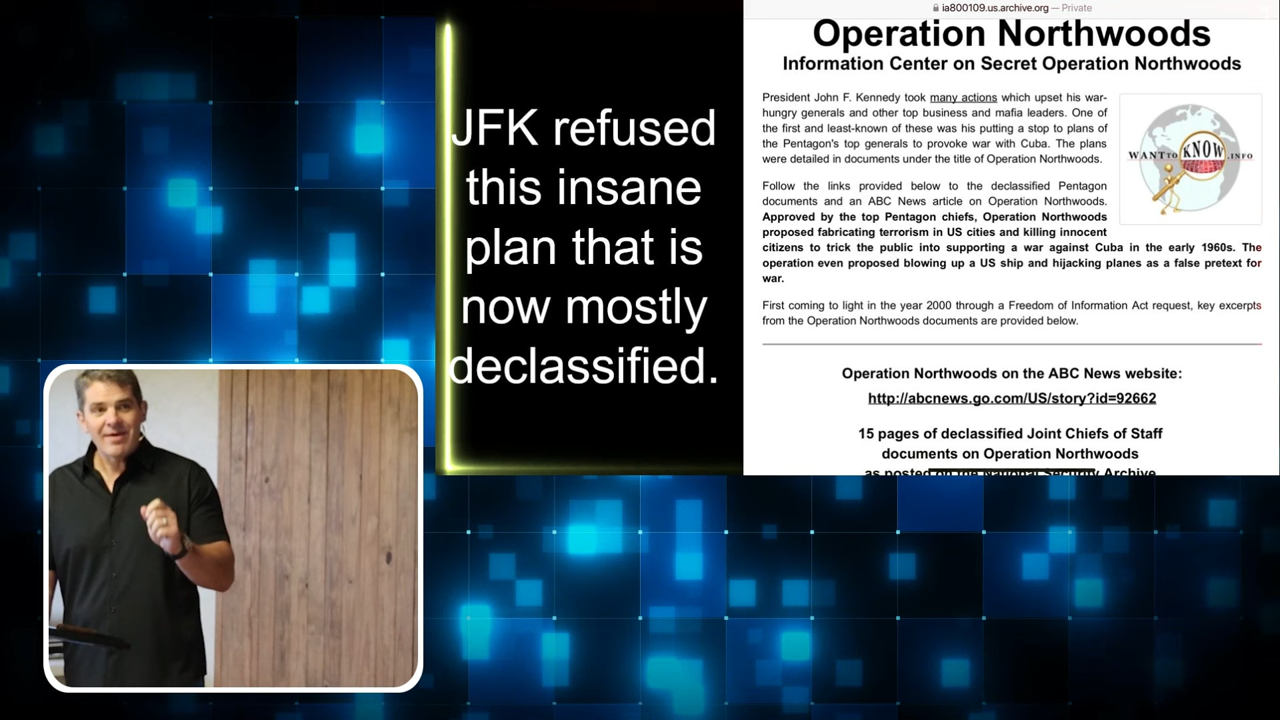 JFK refused
this insane
plan that is
now mostly
declassified.
ia800109.us.archive.org — Private
Operation Northwoods
Information Center on Secret Operation Northwoods
President John F. Kennedy took many actions which upset his war-
hungry generals and other top business and mafia leaders. One of
the first and least-known of these was his putting a stop to plans of
the Pentagon's top generals to provoke war with Cuba. The plans
were detailed in documents under the title of Operation Northwoods.
WANT TO KNOW .INFO
Follow the links provided below to the declassified Pentagon
documents and an ABC News article on Operation Northwoods.
Approved by the top Pentagon chiefs, Operation Northwoods
proposed fabricating terrorism in US cities and killing innocent
citizens to trick the public into supporting a war against Cuba in the early 1960s. The
operation even proposed blowing up a US ship and hijacking planes as a false pretext for
war.
First coming to light in the year 2000 through a Freedom of Information Act request, key excerpts
from the Operation Northwoods documents are provided below.
Operation Northwoods on the ABC News website:
http://abcnews.go.com/US/story?id=92662
15 pages of declassified Joint Chiefs of Staff
documents on Operation Northwoods
as posted on the National Security Archive